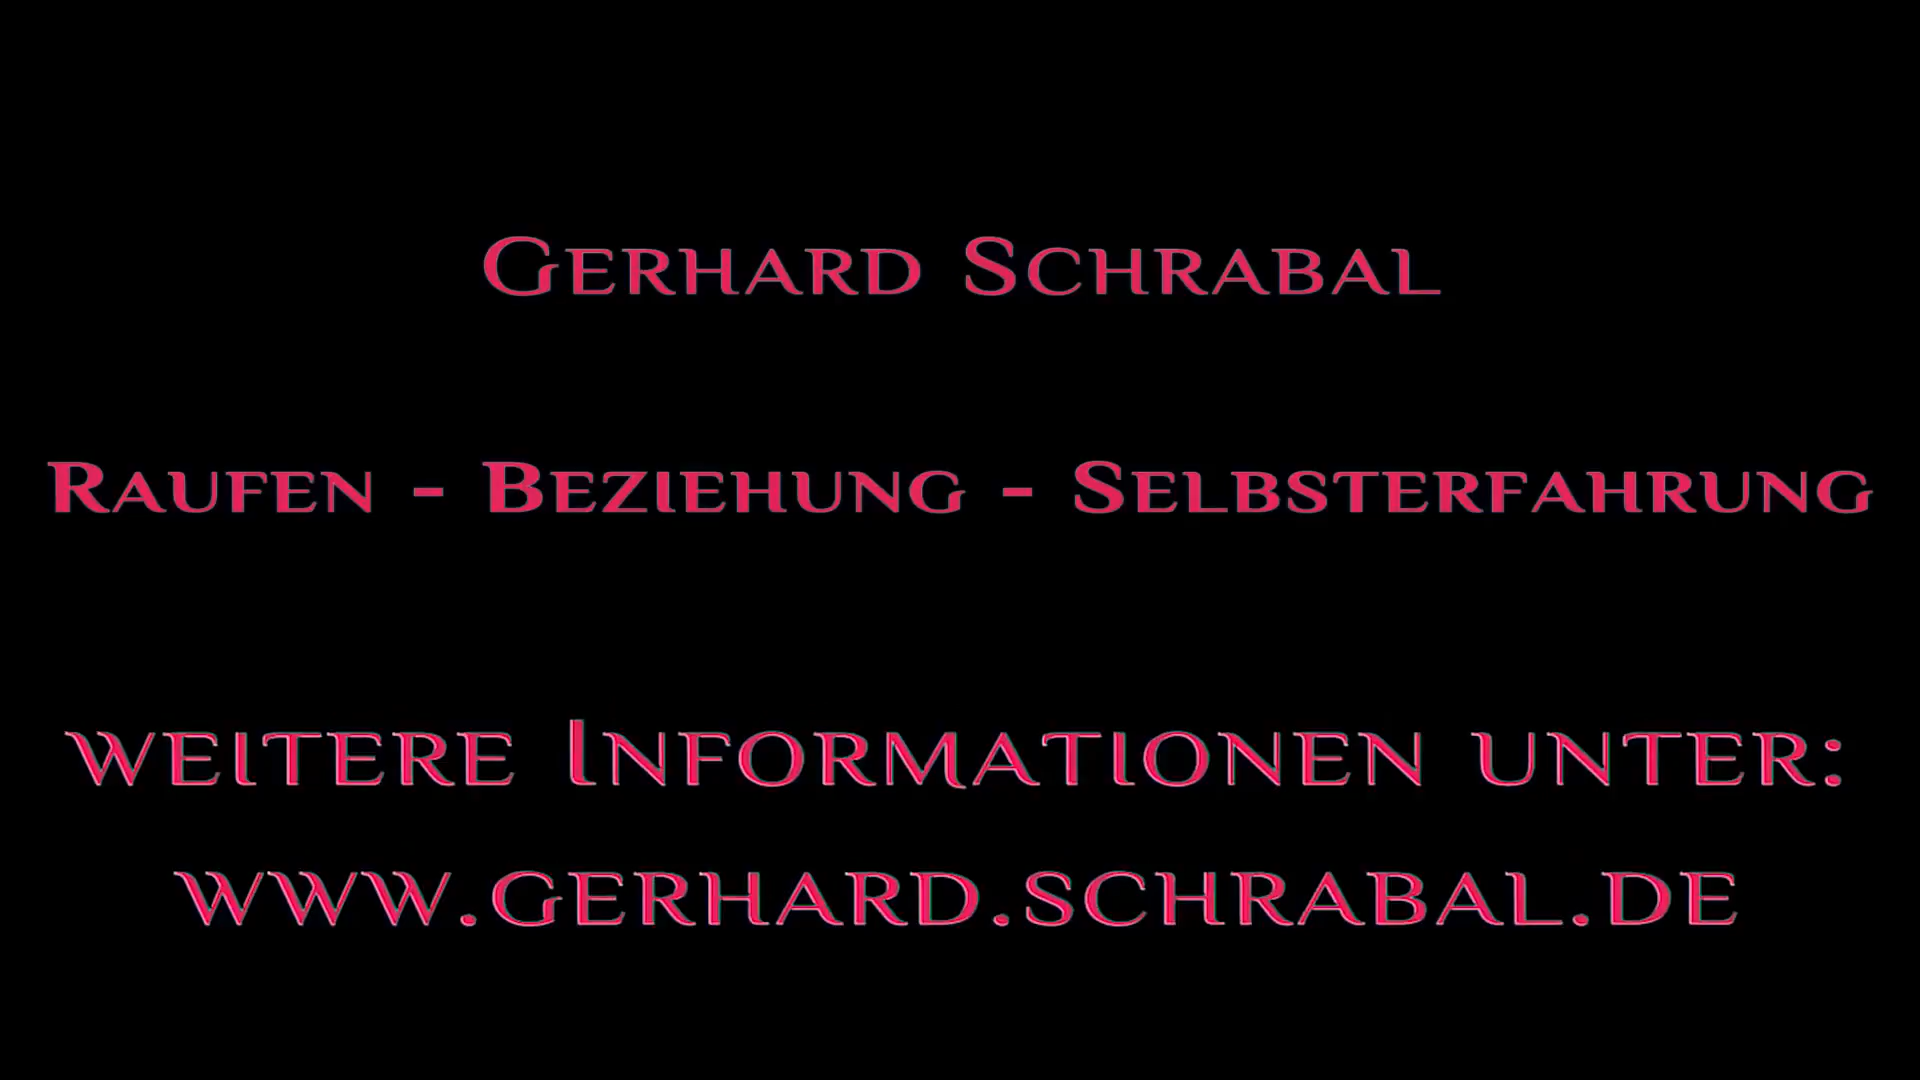 Gerhard Schrabal
Raufen - Beziehung - Selbsterfahrung
weitere Informationen unter:
www.gerhard.schrabal.de